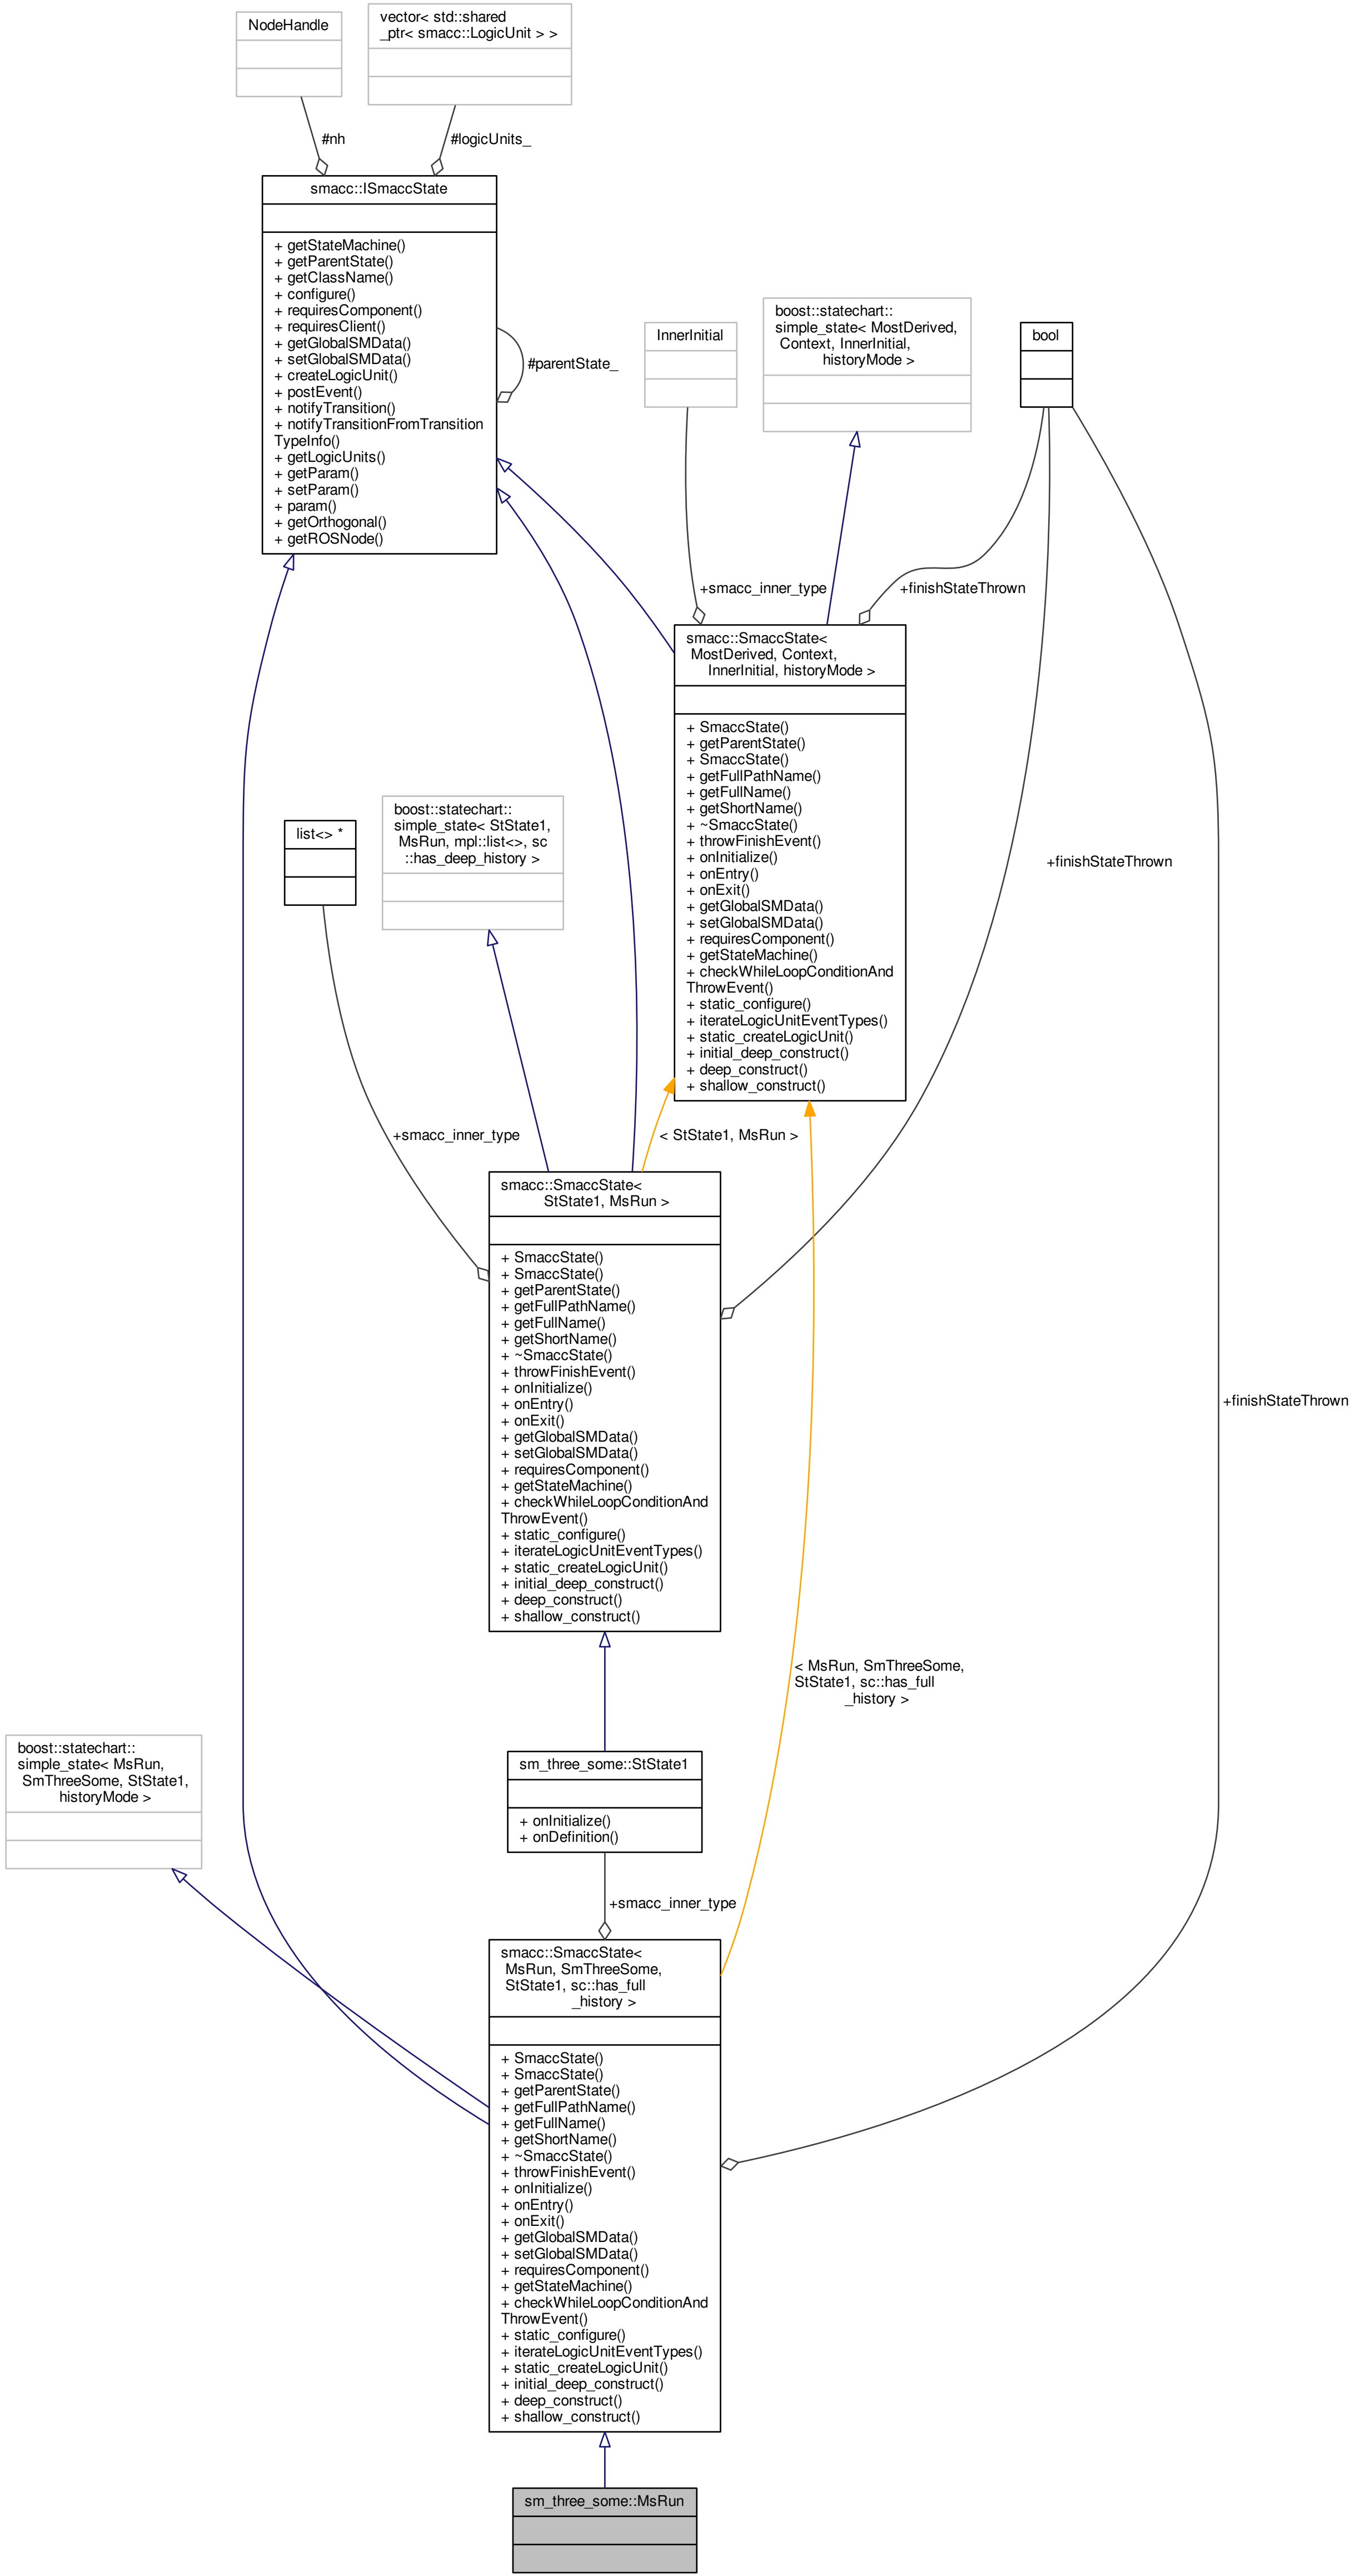 NodeHandle
vector< std::shared
_ptr< smacc::LogicUnit > >
#nh
#logicUnits_
smacc::ISmaccState
+ getStateMachine()
+ getParentState()
+ getClassName()
+ configure()
+ requiresComponent()
+ requiresClient()
+ getGlobalSMData()
+ setGlobalSMData()
+ createLogicUnit()
+ postEvent()
+ notifyTransition()
+ notifyTransitionFromTransition
TypeInfo()
+ getLogicUnits()
+ getParam()
+ setParam()
+ param()
+ getOrthogonal()
+ getROSNode()
#parentState_
InnerInitial
boost::statechart::
simple_state< MostDerived,
Context, InnerInitial,
historyMode >
bool
+smacc_inner_type
+finishStateThrown
smacc::SmaccState<
MostDerived, Context,
InnerInitial, historyMode >
+ SmaccState()
+ getParentState()
+ SmaccState()
+ getFullPathName()
+ getFullName()
+ getShortName()
+ ~SmaccState()
+ throwFinishEvent()
+ onInitialize()
+ onEntry()
+ onExit()
+ getGlobalSMData()
+ setGlobalSMData()
+ requiresComponent()
+ getStateMachine()
+ checkWhileLoopConditionAnd
ThrowEvent()
+ static_configure()
+ iterateLogicUnitEventTypes()
+ static_createLogicUnit()
+ initial_deep_construct()
+ deep_construct()
+ shallow_construct()
list<> *
boost::statechart::
simple_state< StState1,
MsRun, mpl::list<>, sc
::has_deep_history >
+finishStateThrown
+smacc_inner_type
< StState1, MsRun >
smacc::SmaccState<
StState1, MsRun >
+ SmaccState()
+ SmaccState()
+ getParentState()
+ getFullPathName()
+ getFullName()
+ getShortName()
+ ~SmaccState()
+ throwFinishEvent()
+ onInitialize()
+ onEntry()
+ onExit()
+ getGlobalSMData()
+ setGlobalSMData()
+ requiresComponent()
+ getStateMachine()
+ checkWhileLoopConditionAnd
ThrowEvent()
+ static_configure()
+ iterateLogicUnitEventTypes()
+ static_createLogicUnit()
+ initial_deep_construct()
+ deep_construct()
+ shallow_construct()
+finishStateThrown
< MsRun, SmThreeSome,
StState1, sc::has_full
_history >
boost::statechart::
simple_state< MsRun,
SmThreeSome, StState1,
historyMode >
sm_three_some::StState1
+ onInitialize()
+ onDefinition()
+smacc_inner_type
smacc::SmaccState<
MsRun, SmThreeSome,
StState1, sc::has_full
_history >
+ SmaccState()
+ SmaccState()
+ getParentState()
+ getFullPathName()
+ getFullName()
+ getShortName()
+ ~SmaccState()
+ throwFinishEvent()
+ onInitialize()
+ onEntry()
+ onExit()
+ getGlobalSMData()
+ setGlobalSMData()
+ requiresComponent()
+ getStateMachine()
+ checkWhileLoopConditionAnd
ThrowEvent()
+ static_configure()
+ iterateLogicUnitEventTypes()
+ static_createLogicUnit()
+ initial_deep_construct()
+ deep_construct()
+ shallow_construct()
sm_three_some::MsRun